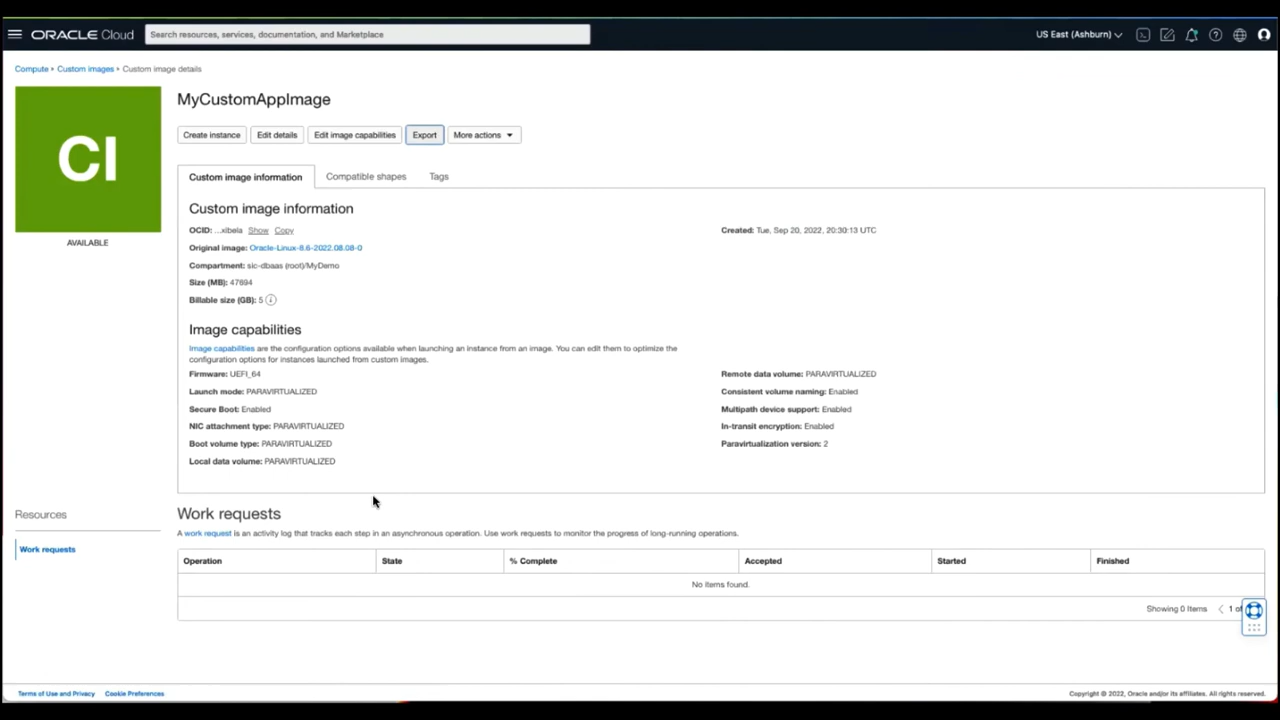 ORACLE Cloud
Search resources, services, documentation, and Marketplace
US East (Ashburn)
Compute • Custom images • Custom image details
CI
AVAILABLE
MyCustomAppImage
Create instance Edit details Edit image capabilities Export More actions
Custom image information Compatible shapes Tags
Custom image information
OCID: ...xibela Show Copy
Created: Tue, Sep 20, 2022, 20:30:13 UTC
Original image: Oracle-Linux-8.6-2022.08.08-0
Compartment: sic-dbaas (root)/MyDemo
Size (MB): 47694
Billable size (GB): 5
Image capabilities
Image capabilities are the configuration options available when launching an instance from an image. You can edit them to optimize the
configuration options for instances launched from custom images.
Firmware: UEFI_64
Remote data volume: PARAVIRTUALIZED
Launch mode: PARAVIRTUALIZED
Consistent volume naming: Enabled
Secure Boot: Enabled
Multipath device support: Enabled
NIC attachment type: PARAVIRTUALIZED
In-transit encryption: Enabled
Boot volume type: PARAVIRTUALIZED
Paravirtualization version: 2
Local data volume: PARAVIRTUALIZED
Resources
Work requests
Work requests
A work request is an activity log that tracks each step in an asynchronous operation. Use work requests to monitor the progress of long-running operations.
Operation State % Complete Accepted Started Finished
No items found.
Showing 0 Items < 1 of
Terms of Use and Privacy Cookie Preferences
Copyright © 2022, Oracle and/or its affiliates. All rights reserved.